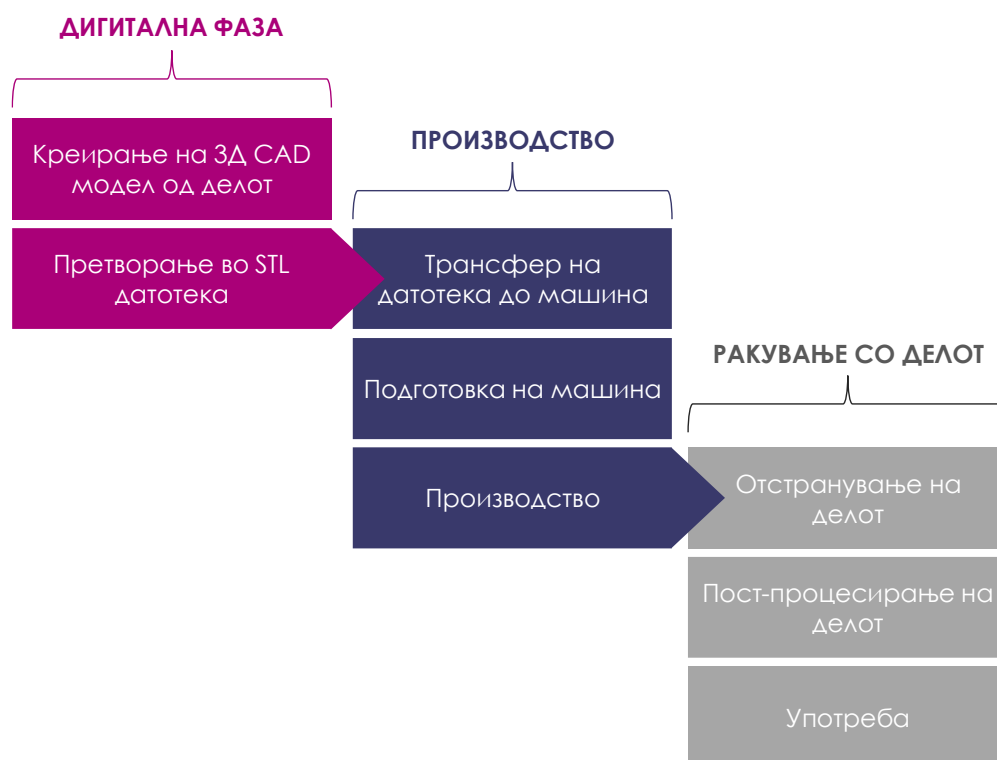 ДИГИТАЛНА ФАЗА
Креирање на 3Д CAD
модел од делот
Претворање во STL
датотека
ПРОИЗВОДСТВО
Трансфер на
датотека до машина
Подготовка на машина
Производство
РАКУВАЊЕ СО ДЕЛОТ
Отстранување на
делот
Пост-процесирање на
делот
Употреба